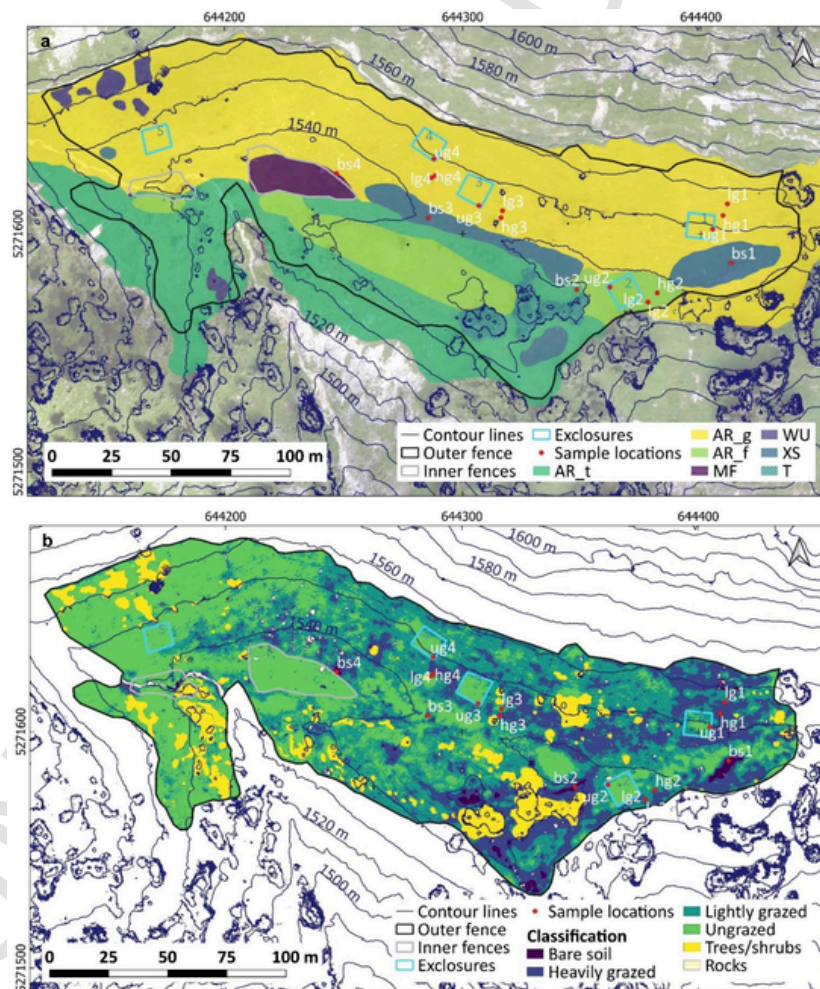 644200 644300 644400
a
1600 m
1560 m
1580 m
1540 m
5
4
ug4
bs4
lg4 hg4
3
lg3
bs3
ug3
hg3
lg1
hg1
ug1
bs1
5271600
bs2 ug2
2
hg2
lg2
lg2
1520 m
1500 m
Contour lines Exclosures AR_g WU
Outer fence Sample locations AR_f XS
Inner fences AR_t MF T
0 25 50 75 100 m
5271500
644200 644300 644400
b
1600 m
1560 m
1580 m
1540 m
5
ug4
bs4
lg4 hg4
lg3
bs3
ug3
hg3
lg1
hg1
ug1
bs1
5271600
bs2
ug2
lg2
hg2
1520 m
1500 m
Contour lines Sample locations Lightly grazed
Outer fence Classification Ungrazed
Inner fences Bare soil Trees/shrubs
Exclosures Heavily grazed Rocks
0 25 50 75 100 m
5271500